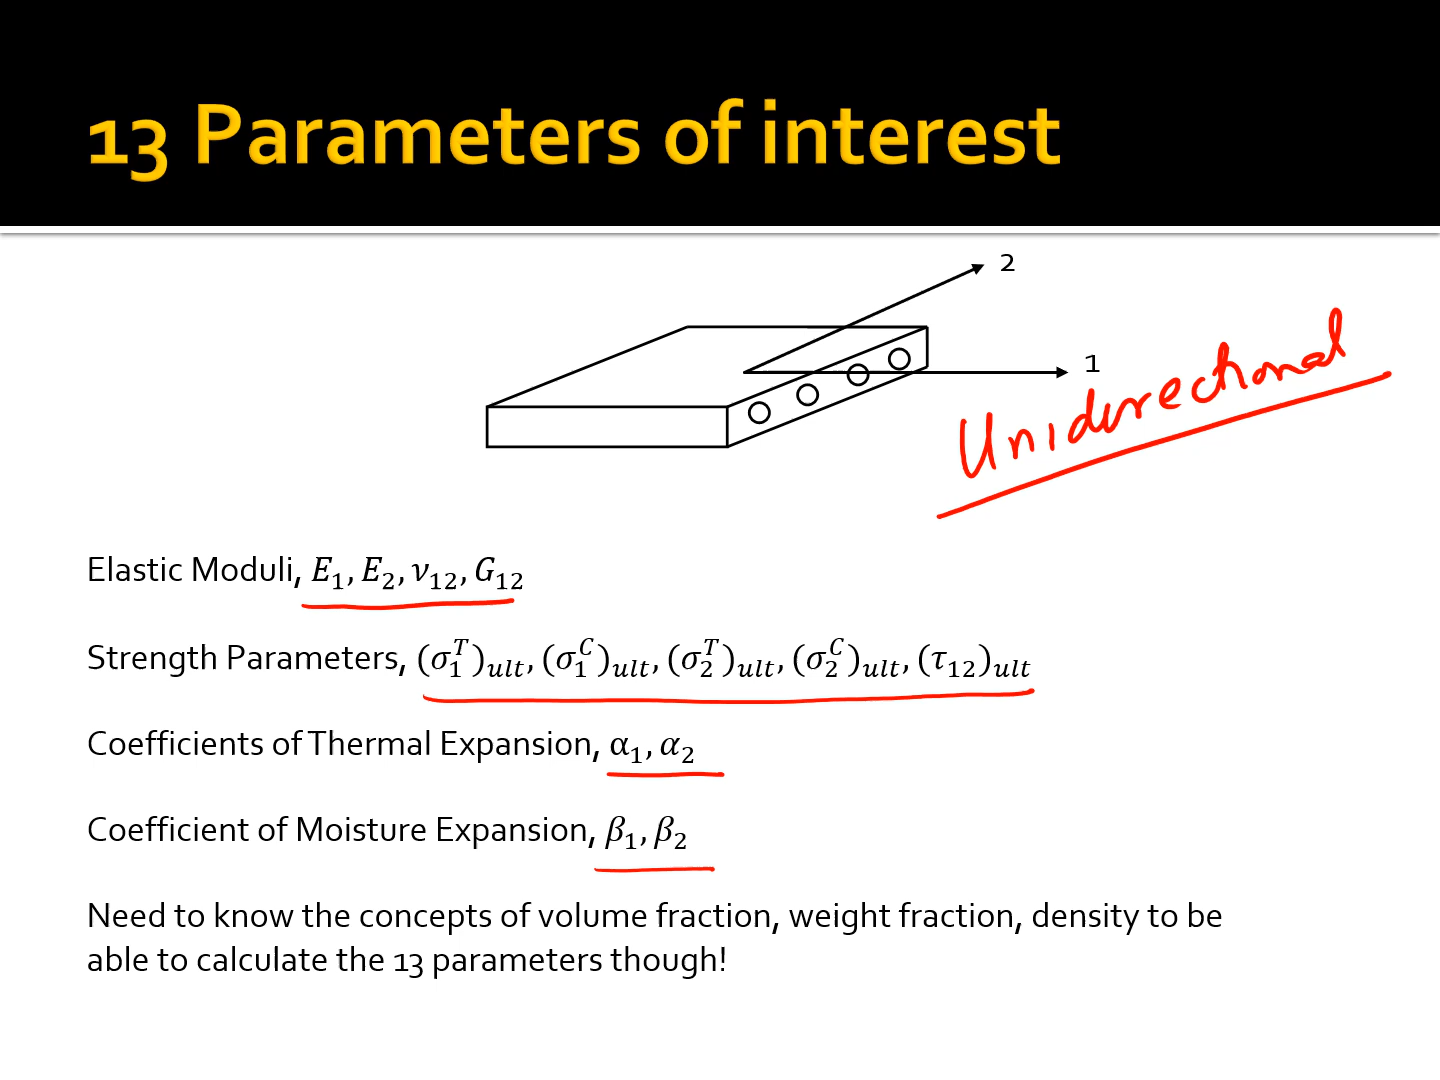 13 Parameters of interest
2
1
Unidirectional
Elastic Moduli, E₁, E₂, ν₁₂, G₁₂
Strength Parameters, (σ₁ᵀ)ᵤₗₜ, (σ₁ᶜ)ᵤₗₜ, (σ₂ᵀ)ᵤₗₜ, (σ₂ᶜ)ᵤₗₜ, (τ₁₂)ᵤₗₜ
Coefficients of Thermal Expansion, α₁, α₂
Coefficient of Moisture Expansion, β₁, β₂
Need to know the concepts of volume fraction, weight fraction, density to be
able to calculate the 13 parameters though!